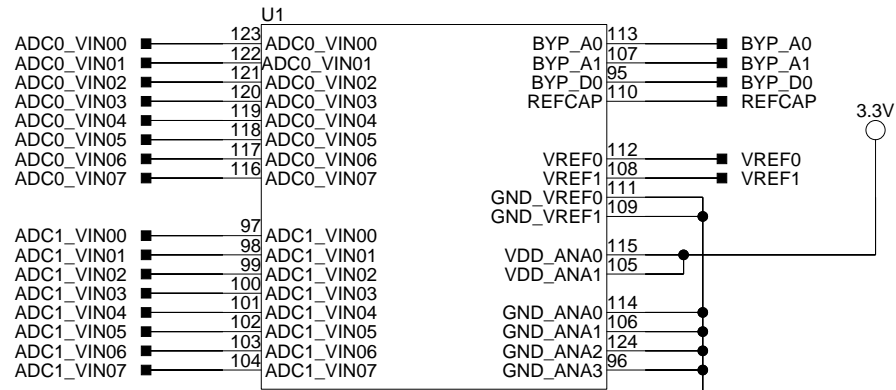 U1
ADC0_VIN00 123 ADC0_VIN00 BYP_A0 113 BYP_A0
ADC0_VIN01 122 ADC0_VIN01 BYP_A1 107 BYP_A1
ADC0_VIN02 121 ADC0_VIN02 BYP_D0 95 BYP_D0
ADC0_VIN03 120 ADC0_VIN03 REFCAP 110 REFCAP
3.3V
ADC0_VIN04 119 ADC0_VIN04
ADC0_VIN05 118 ADC0_VIN05
ADC0_VIN06 117 ADC0_VIN06 VREF0 112 VREF0
ADC0_VIN07 116 ADC0_VIN07 VREF1 108 VREF1
GND_VREF0 111
GND_VREF1 109
ADC1_VIN00 97 ADC1_VIN00
ADC1_VIN01 98 ADC1_VIN01 VDD_ANA0 115
ADC1_VIN02 99 ADC1_VIN02 VDD_ANA1 105
ADC1_VIN03 100 ADC1_VIN03
ADC1_VIN04 101 ADC1_VIN04 GND_ANA0 114
ADC1_VIN05 102 ADC1_VIN05 GND_ANA1 106
ADC1_VIN06 103 ADC1_VIN06 GND_ANA2 124
ADC1_VIN07 104 ADC1_VIN07 GND_ANA3 96